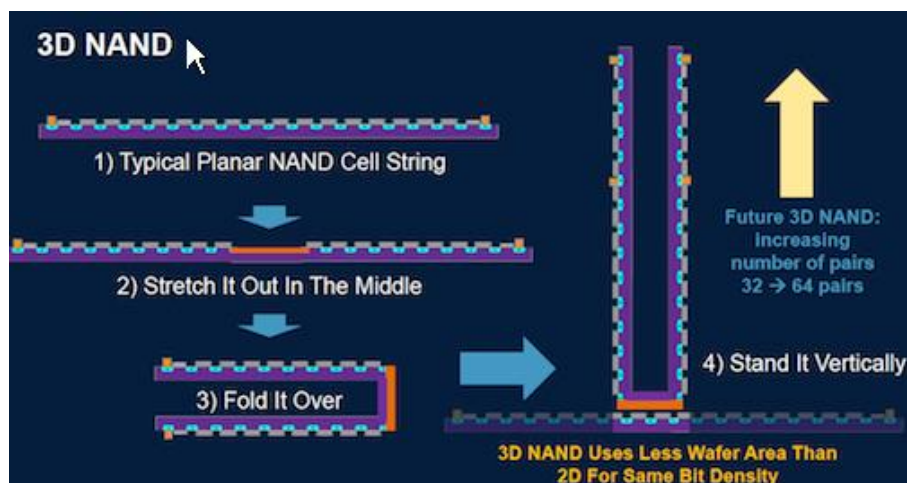 3D NAND
1) Typical Planar NAND Cell String
2) Stretch It Out In The Middle
3) Fold It Over
Future 3D NAND:
increasing
number of pairs
32 → 64 pairs
4) Stand It Vertically
3D NAND Uses Less Wafer Area Than
2D For Same Bit Density